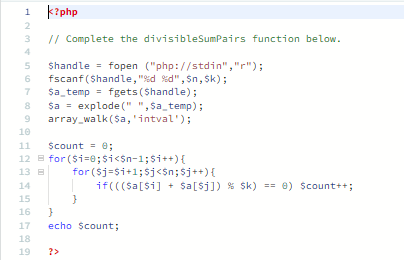 1 <?php
2
3 // Complete the divisibleSumPairs function below.
4
5 $handle = fopen ("php://stdin","r");
6 fscanf($handle,"%d %d",$n,$k);
7 $a_temp = fgets($handle);
8 $a = explode(" ",$a_temp);
9 array_walk($a,'intval');
10
11 $count = 0;
12 for($i=0;$i<$n-1;$i++){
13     for($j=$i+1;$j<$n;$j++){
14         if((($a[$i] + $a[$j]) % $k) == 0) $count++;
15     }
16 }
17 echo $count;
18
19 ?>